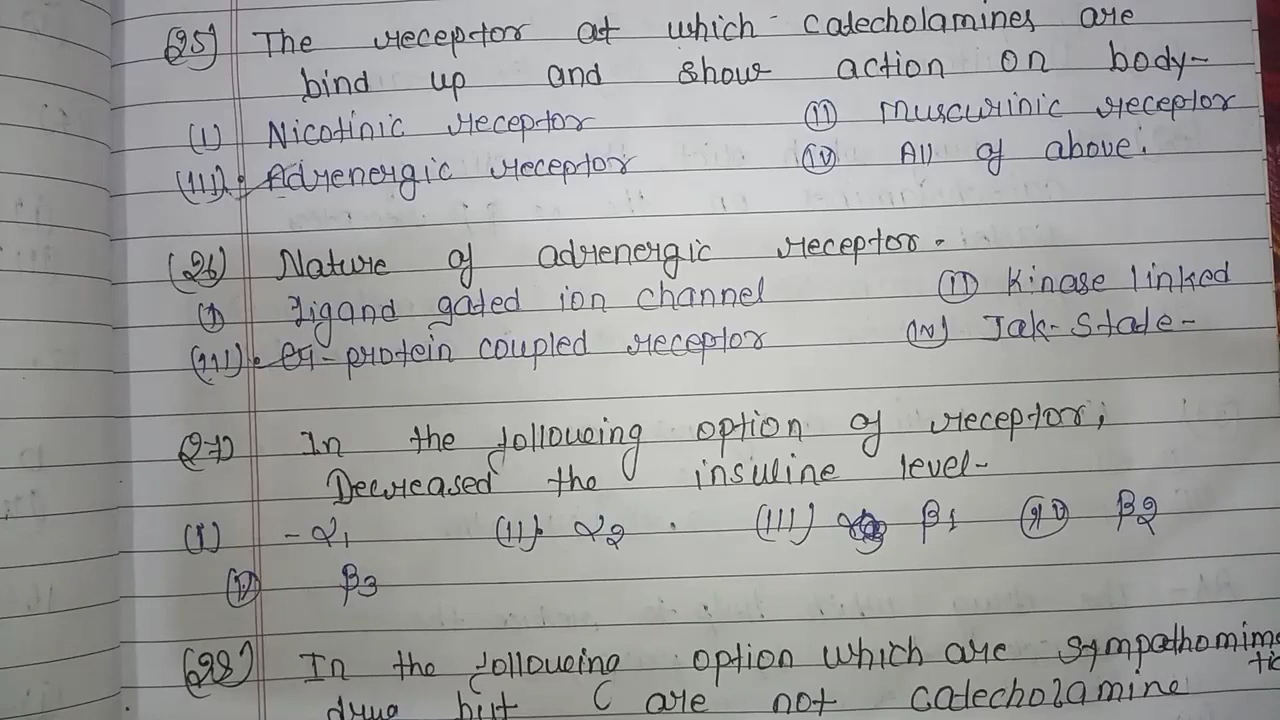 (25) The receptor at which catecholamines are
bind up and show action on body-
(I) Nicotinic receptor (II) Muscurinic receptor
(III) Adrenergic receptor (IV) All of above.
(26) Nature of adrenergic receptor.
(I) Ligand gated ion channel (II) Kinase linked
(III) G-protein coupled receptor (IV) Jak-State-
(27) In the following option of receptor,
Decreased the insuline level-
(I) - α1 (II) α2 (III) β1 (IV) β2
(V) β3
(28) In the following option which are sympathomimetic
drug but C are not catecholamine